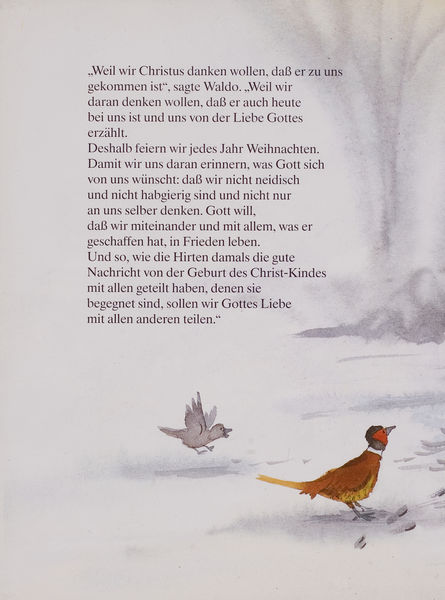 „Weil wir Christus danken wollen, daß er zu uns
gekommen ist“, sagte Waldo. „Weil wir
daran denken wollen, daß er auch heute
bei uns ist und uns von der Liebe Gottes
erzählt.
Deshalb feiern wir jedes Jahr Weihnachten.
Damit wir uns daran erinnern, was Gott sich
von uns wünscht: daß wir nicht neidisch
und nicht habgierig sind und nicht nur
an uns selber denken. Gott will,
daß wir miteinander und mit allem, was er
geschaffen hat, in Frieden leben.
Und so, wie die Hirten damals die gute
Nachricht von der Geburt des Christ-Kindes
mit allen geteilt haben, denen sie
begegnet sind, sollen wir Gottes Liebe
mit allen anderen teilen.“